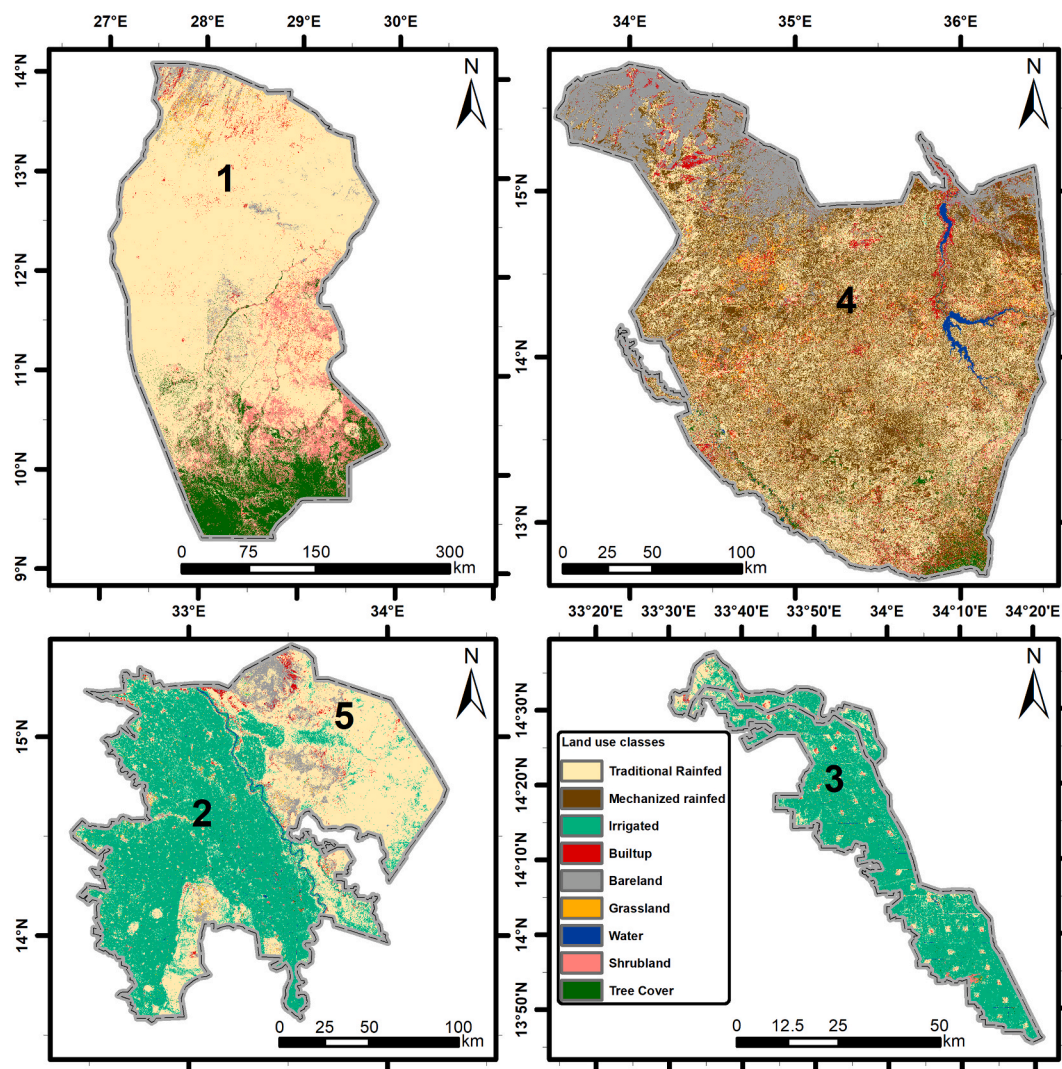 27°E 28°E 29°E 30°E
34°E 35°E 36°E
14°N
13°N
12°N
11°N
10°N
9°N
N
1
0 75 150 300
km
15°N
14°N
13°N
N
4
0 25 50 100
km
33°E 34°E
33°20'E 33°30'E 33°40'E 33°50'E 34°E 34°10'E 34°20'E
15°N
14°N
N
5
2
0 25 50 100
km
14°30'N
14°20'N
14°10'N
14°N
13°50'N
N
3
Land use classes
Traditional Rainfed
Mechanized rainfed
Irrigated
Builtup
Bareland
Grassland
Water
Shrubland
Tree Cover
0 12.5 25 50
km